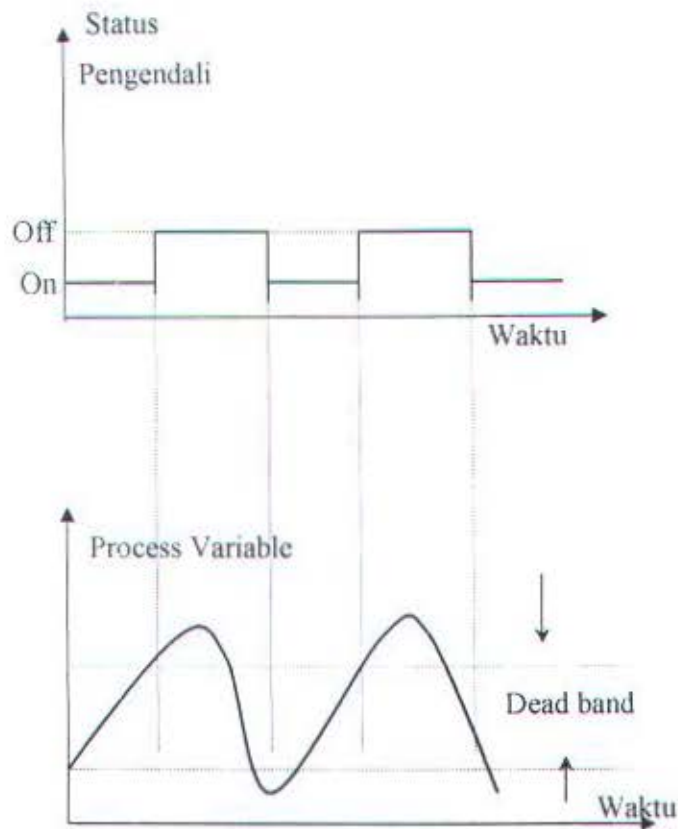 Status
Pengendali
Off
On
Waktu
Process Variable
Dead band
Waktu